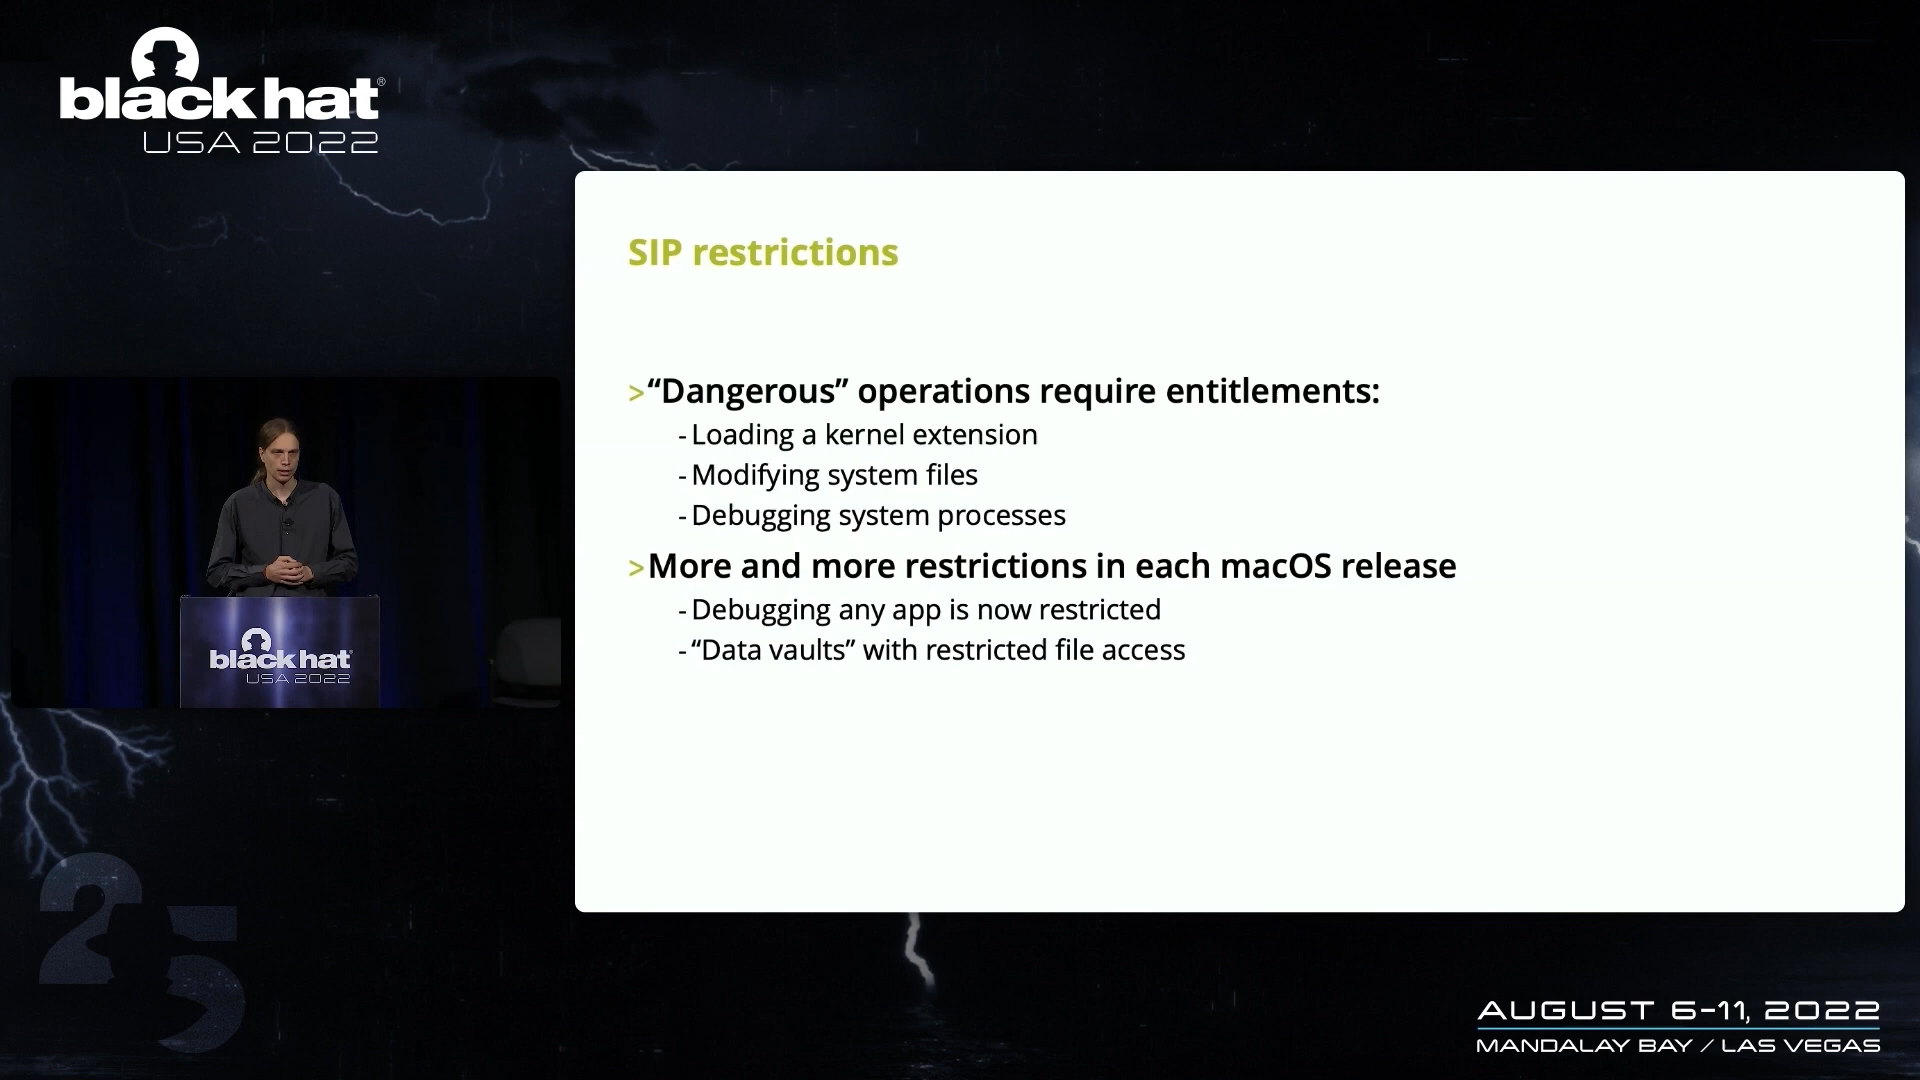 black hat®
USA 2022
SIP restrictions
>“Dangerous” operations require entitlements:
-Loading a kernel extension
-Modifying system files
-Debugging system processes
>More and more restrictions in each macOS release
-Debugging any app is now restricted
-“Data vaults” with restricted file access
black hat®
USA 2022
25
AUGUST 6-11, 2022
MANDALAY BAY / LAS VEGAS